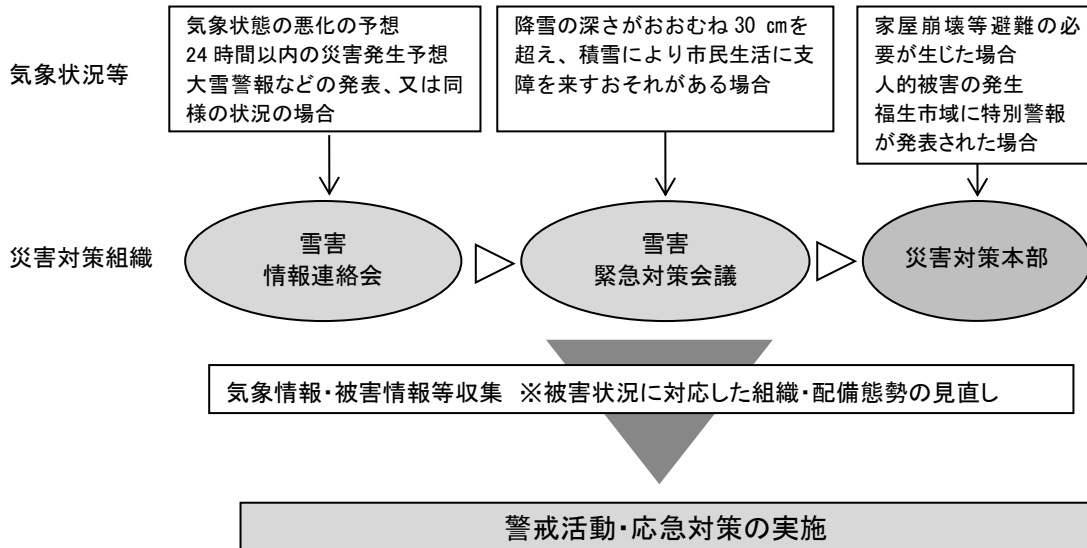 気象状況等
気象状態の悪化の予想
24 時間以内の災害発生予想
大雪警報などの発表、又は同
様の状況の場合
降雪の深さがおおむね 30 ㎝を
超え、積雪により市民生活に支
障を来すおそれがある場合
家屋崩壊等避難の必
要が生じた場合
人的被害の発生
福生市域に特別警報
が発表された場合
災害対策組織
雪害
情報連絡会
雪害
緊急対策会議
災害対策本部
気象情報・被害情報等収集 ※被害状況に対応した組織・配備態勢の見直し
警戒活動・応急対策の実施